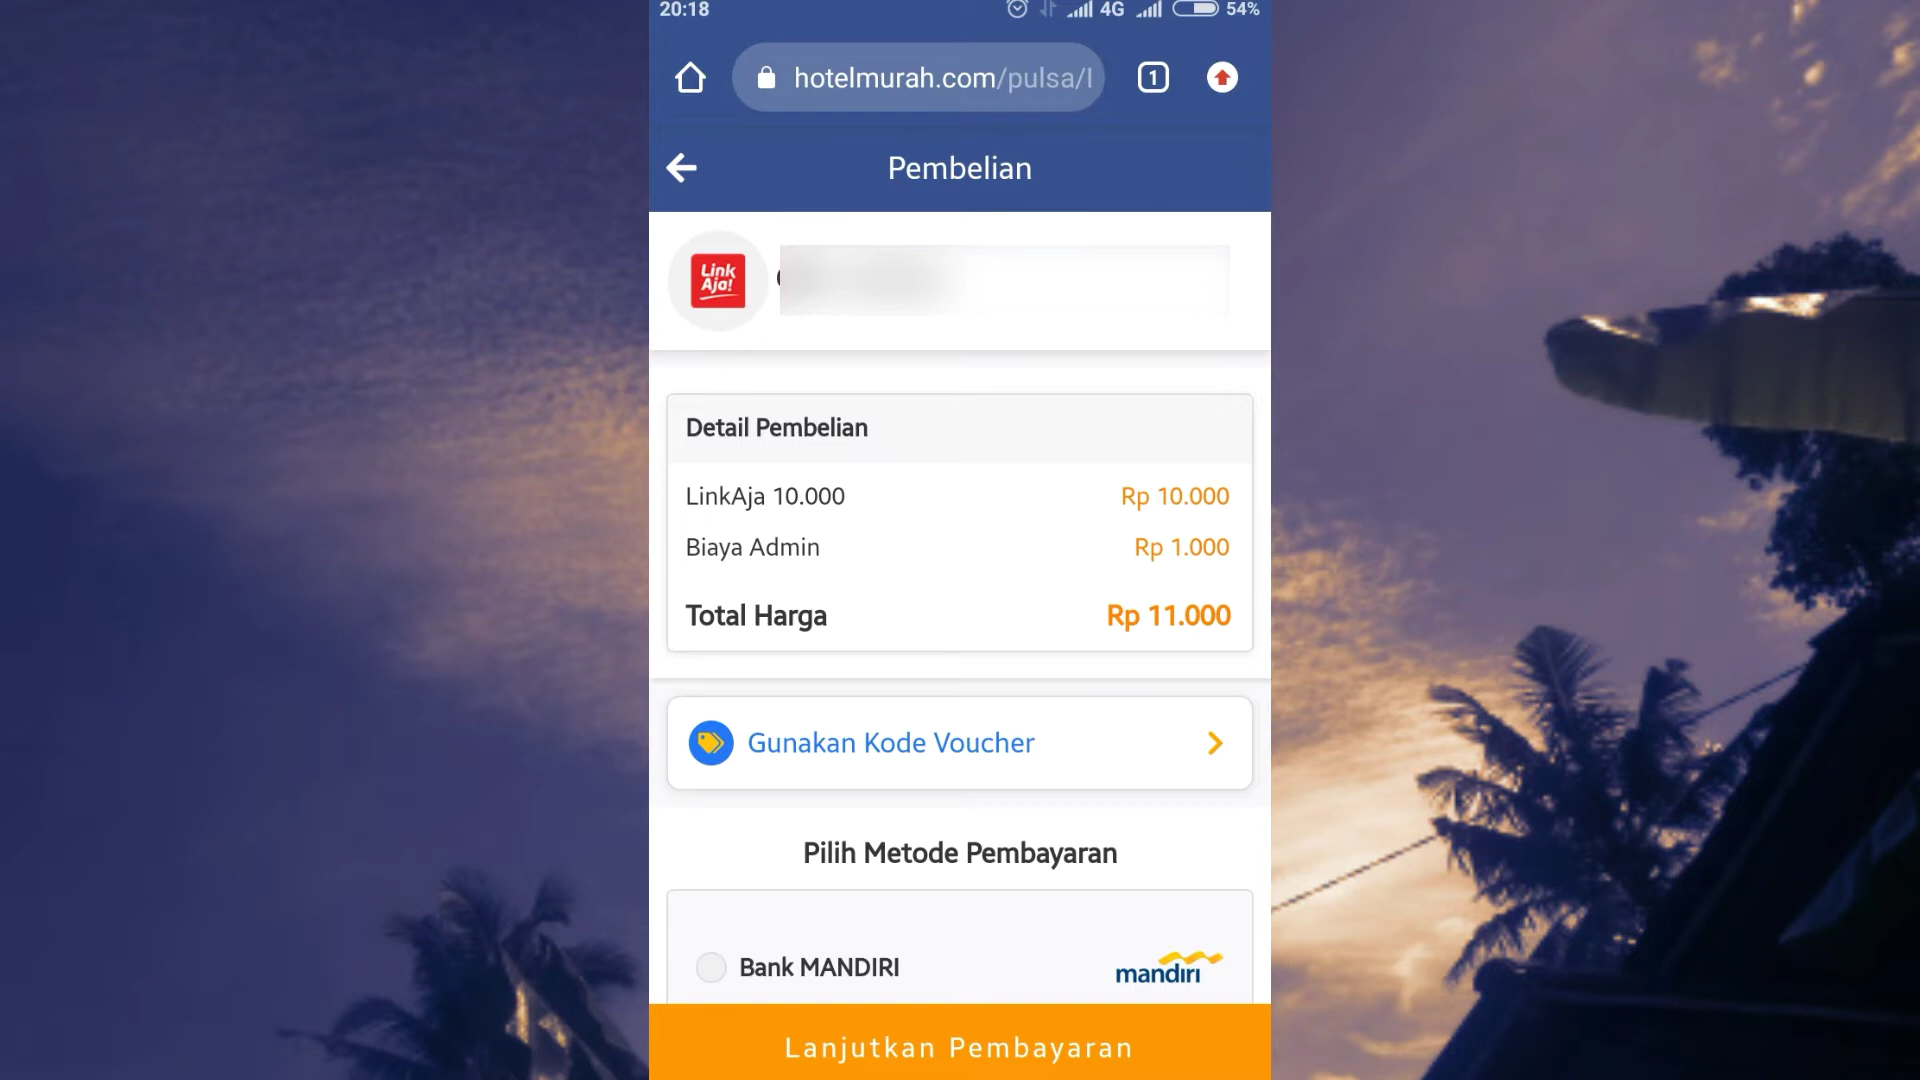 20:18 4G 54%
hotelmurah.com/pulsa/l 1
Pembelian
Link
Aja!
Detail Pembelian
LinkAja 10.000 Rp 10.000
Biaya Admin Rp 1.000
Total Harga Rp 11.000
Gunakan Kode Voucher
Pilih Metode Pembayaran
Bank MANDIRI mandiri
Lanjutkan Pembayaran